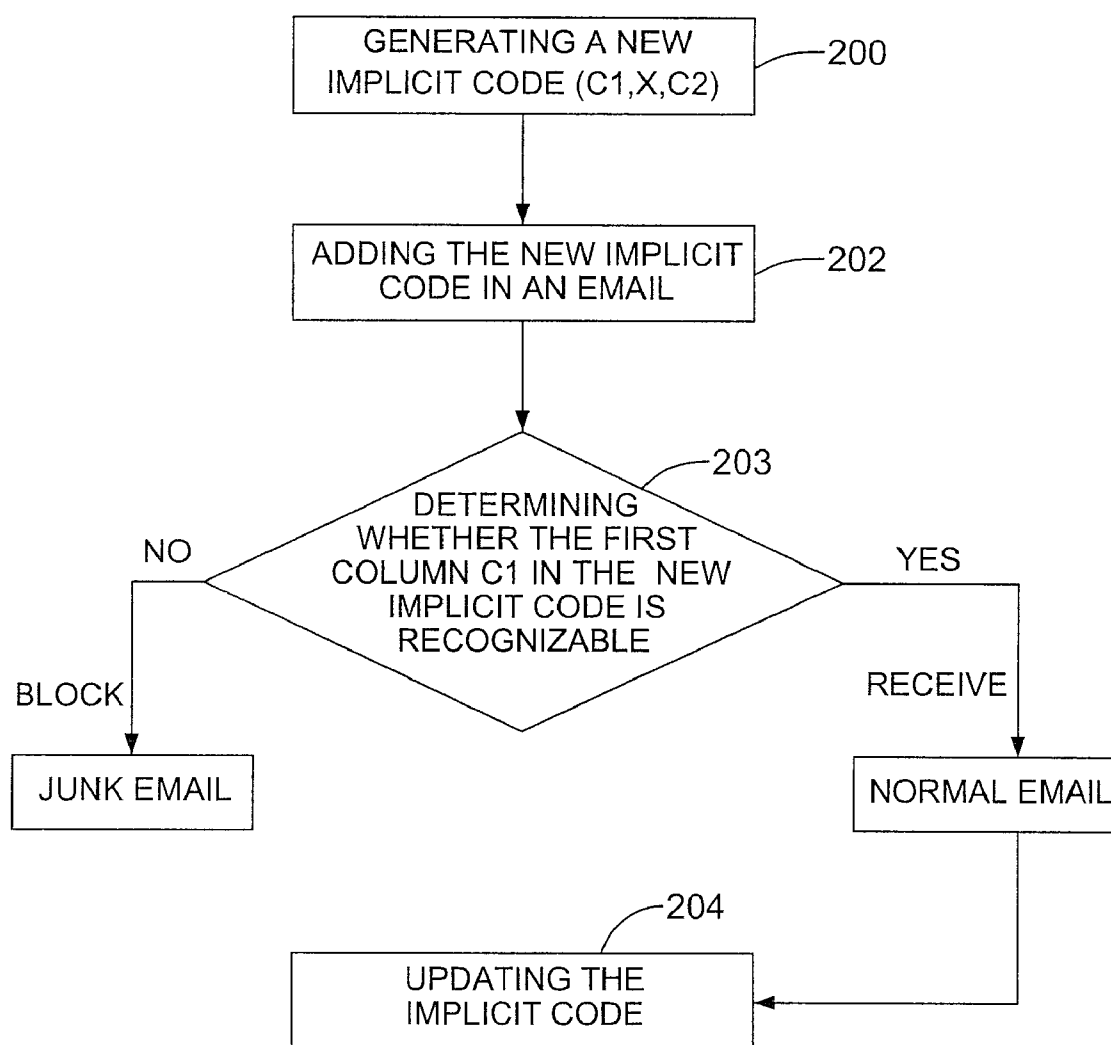 GENERATING A NEW
IMPLICIT CODE (C1,X,C2)
200
ADDING THE NEW IMPLICIT
CODE IN AN EMAIL
202
203
DETERMINING
WHETHER THE FIRST
COLUMN C1 IN THE NEW
IMPLICIT CODE IS
RECOGNIZABLE
NO
YES
BLOCK
RECEIVE
JUNK EMAIL
NORMAL EMAIL
204
UPDATING THE
IMPLICIT CODE